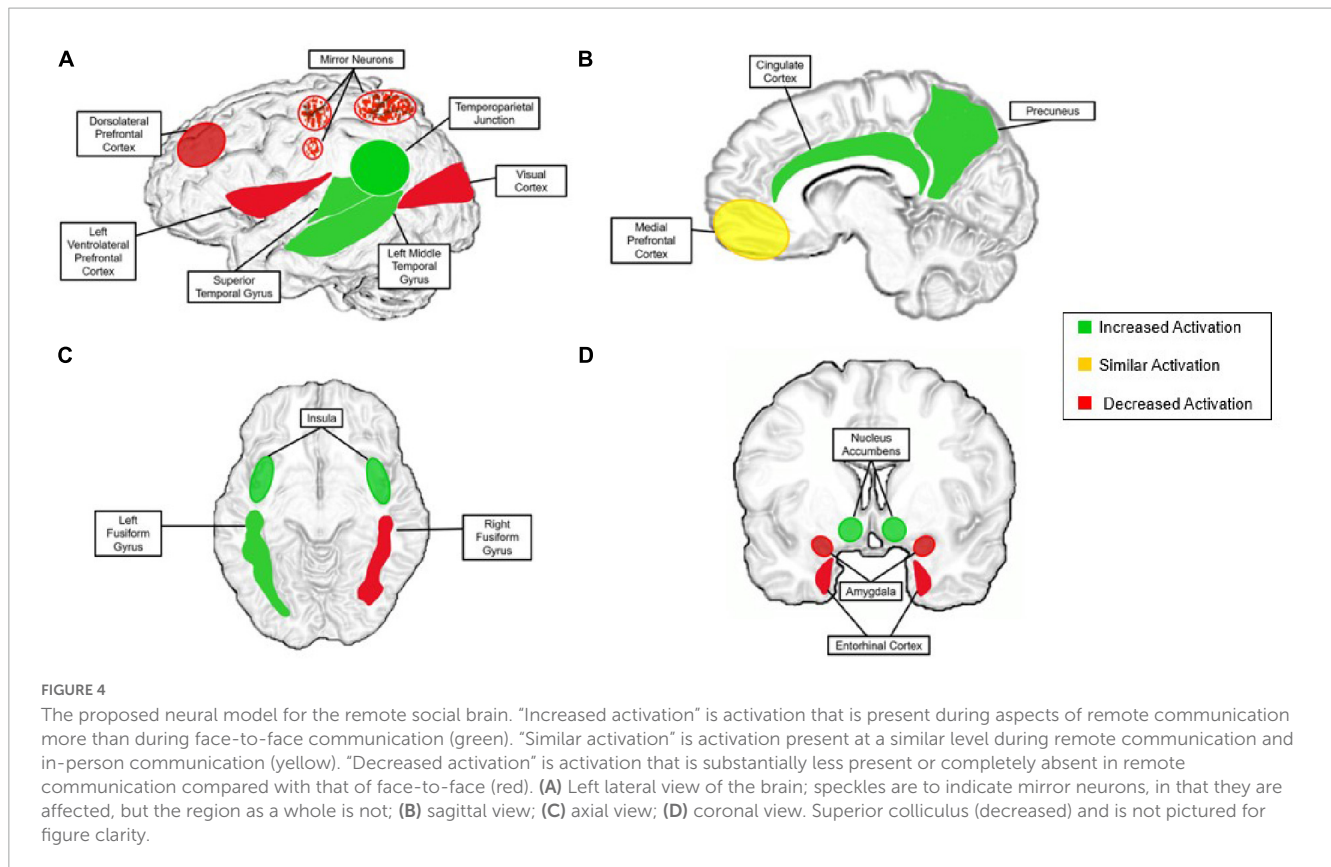 A
Mirror Neurons
Dorsolateral
Prefrontal
Cortex
Temporoparietal
Junction
Visual
Cortex
Left
Ventrolateral
Prefrontal
Cortex
Superior
Temporal Gyrus
Left Middle
Temporal
Gyrus
B
Cingulate
Cortex
Precuneus
Medial
Prefrontal
Cortex
Increased Activation
Similar Activation
Decreased Activation
C
Insula
Left
Fusiform
Gyrus
Right
Fusiform
Gyrus
D
Nucleus
Accumbens
Amygdala
Entorhinal Cortex
FIGURE 4
The proposed neural model for the remote social brain. “Increased activation” is activation that is present during aspects of remote communication
more than during face-to-face communication (green). “Similar activation” is activation present at a similar level during remote communication and
in-person communication (yellow). “Decreased activation” is activation that is substantially less present or completely absent in remote
communication compared with that of face-to-face (red). (A) Left lateral view of the brain; speckles are to indicate mirror neurons, in that they are
affected, but the region as a whole is not; (B) sagittal view; (C) axial view; (D) coronal view. Superior colliculus (decreased) and is not pictured for
figure clarity.